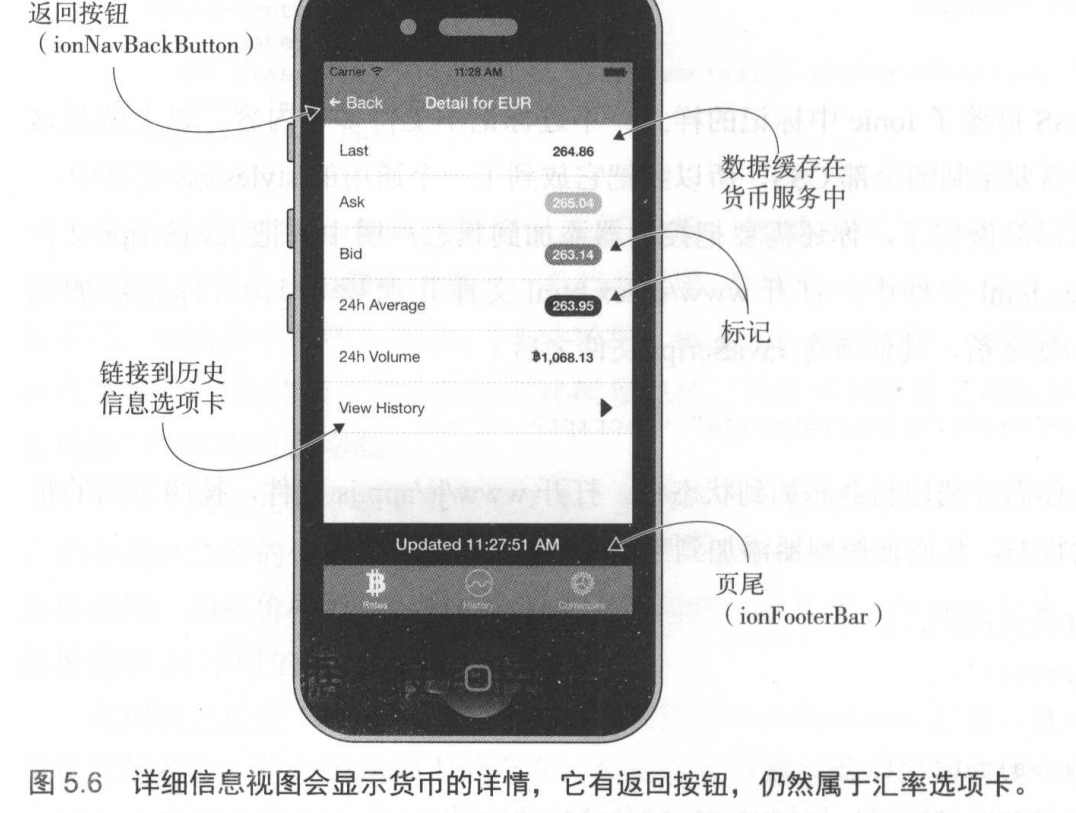 返回按钮
（ionNavBackButton）
Carrier 11:28 AM
← Back Detail for EUR
Last 264.86
Ask 265.04
Bid 263.14
24h Average 263.95
24h Volume ฿1,068.13
View History
数据缓存在
货币服务中
标记
链接到历史
信息选项卡
Updated 11:27:51 AM
Rates History Currencies
页尾
（ionFooterBar）
图 5.6 详细信息视图会显示货币的详情，它有返回按钮，仍然属于汇率选项卡。